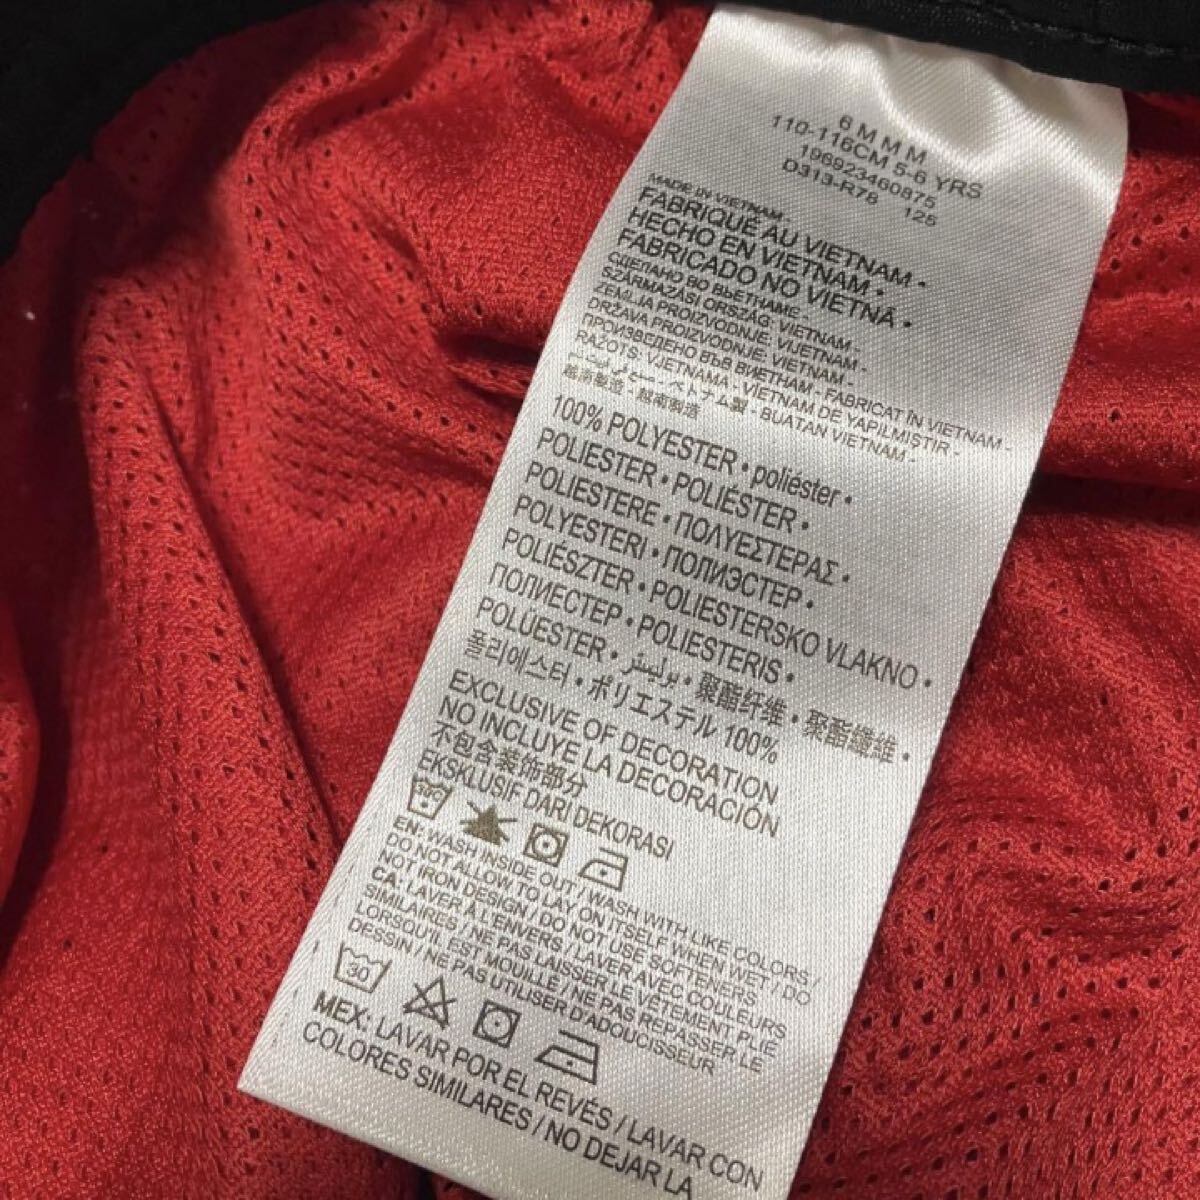 6 M M M
110-116CM 5-6 YRS
196923460875
D313-R76 125
MADE IN VIETNAM -
FABRIQUÉ AU VIETNAM •
HECHO EN VIETNAM •
FABRICADO NO VIETNÃ •
СДЕЛАНО ВО ВЬЕТНАМЕ -
SZÁRMAZÁSI ORSZÁG: VIETNAM -
ZEMLJA PROIZVODNJE: VIJETNAM -
DRŽAVA PROIZVODNJE: VIETNAM -
ПРОИЗВЕДЕНО ВЪВ ВИЕТНАМ - FABRICAT ÎN VIETNAM -
RAŽOTS: VJETNAMA - VİETNAM DE YAPILMIŞTIR -
ベトナム製 - BUATAN VIETNAM -
越南製造 - 越南製造
100% POLYESTER • poliéster •
POLIESTER • POLIÉSTER •
POLIESTERE • ΠΟΛΥΕΣΤΕΡΑΣ •
POLYESTERI • ПОЛИЭСТЕР •
POLIÉSZTER • POLIESTERSKO VLAKNO •
ПОЛИЕСТЕР • POLIESTERIS •
POLÜESTER • بوليستر • 聚酯纤维 • 聚酯纖維 •
폴리에스터 • ポリエステル 100%
EXCLUSIVE OF DECORATION
NO INCLUYE LA DECORACIÓN
不包含装饰部分
EKSKLUSIF DARI DEKORASI
EN: WASH INSIDE OUT / WASH WITH LIKE COLORS /
DO NOT ALLOW TO LAY ON ITSELF WHEN WET / DO
NOT IRON DESIGN / DO NOT USE SOFTENERS
CA: LAVER À L'ENVERS / LAVER AVEC COULEURS
SIMILAIRES / NE PAS LAISSER LE VÊTEMENT PLIÉ
LORSQU'IL EST MOUILLÉ / NE PAS REPASSER LE
DESSIN / NE PAS UTILISER D'ADOUCISSEUR
30
MEX: LAVAR POR EL REVÉS / LAVAR CON
COLORES SIMILARES / NO DEJAR LA